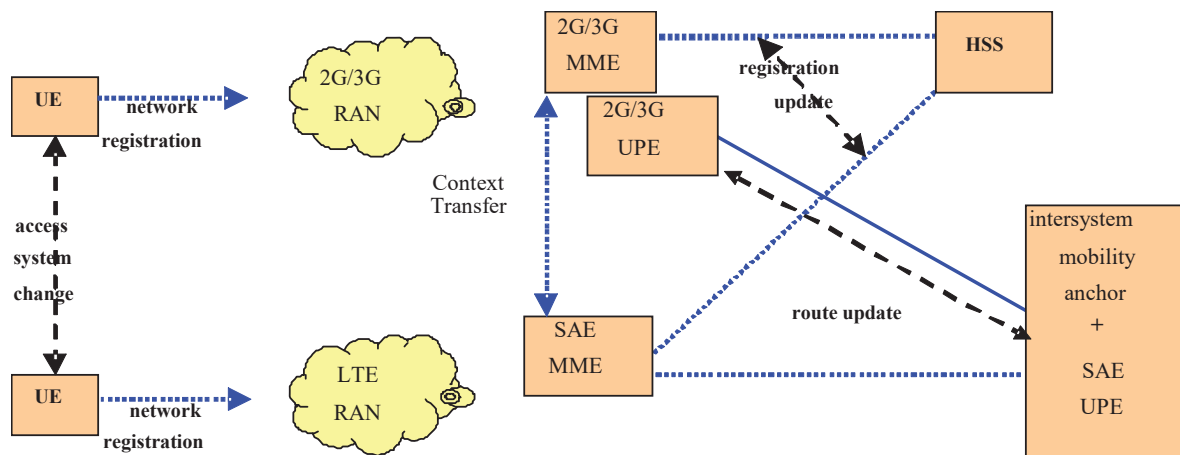 UE
network
registration
2G/3G
RAN
access
system
change
UE
network
registration
LTE
RAN
2G/3G
MME
2G/3G
UPE
Context
Transfer
SAE
MME
registration
update
HSS
route update
intersystem
mobility
anchor
+
SAE
UPE